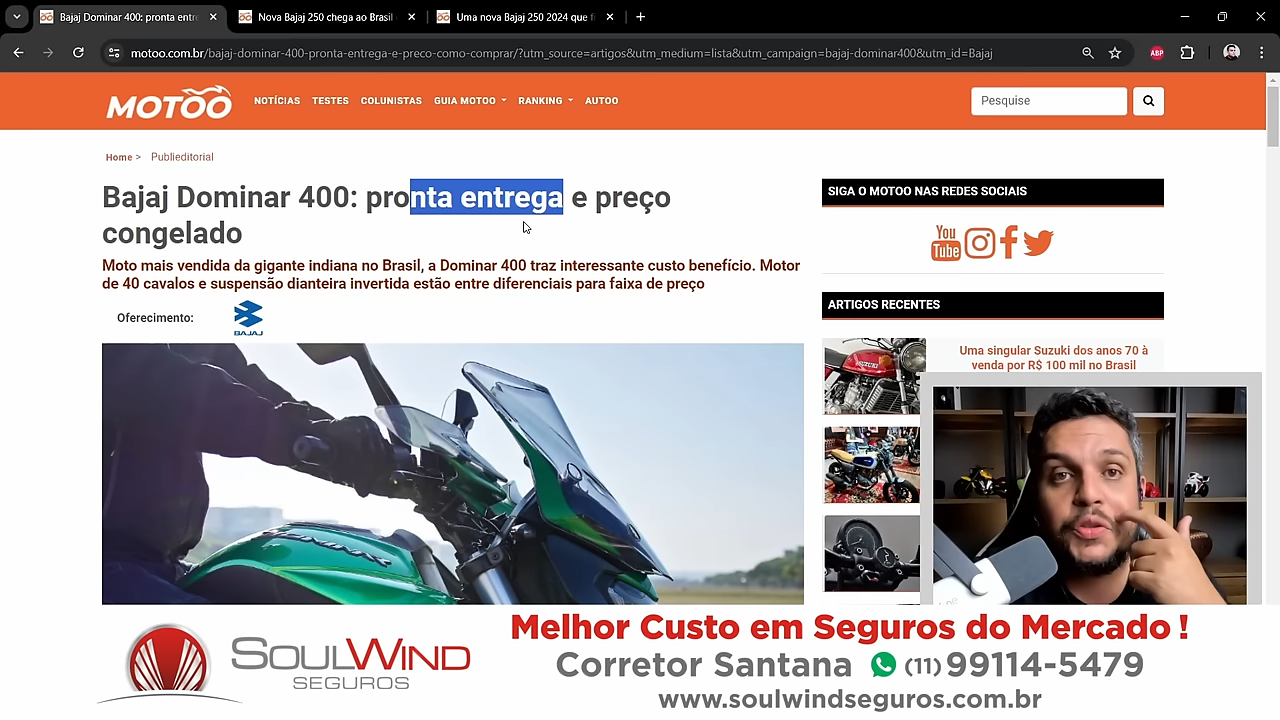 Bajaj Dominar 400: pronta entre
Nova Bajaj 250 chega ao Brasil
Uma nova Bajaj 250 2024 que f
motoo.com.br/bajaj-dominar-400-pronta-entrega-e-preco-como-comprar/?utm_source=artigos&utm_medium=lista&utm_campaign=bajaj-dominar400&utm_id=Bajaj
ABP
MOTOO
NOTÍCIAS TESTES COLUNISTAS GUIA MOTOO RANKING AUTOO
Pesquise
Home > Publieditorial
Bajaj Dominar 400: pronta entrega e preço
congelado
Moto mais vendida da gigante indiana no Brasil, a Dominar 400 traz interessante custo benefício. Motor
de 40 cavalos e suspensão dianteira invertida estão entre diferenciais para faixa de preço
Oferecimento:
BAJAJ
SIGA O MOTOO NAS REDES SOCIAIS
You
Tube
ARTIGOS RECENTES
SUZUKI
Uma singular Suzuki dos anos 70 à
venda por R$ 100 mil no Brasil
DOMINAR
SOULWIND
SEGUROS
Melhor Custo em Seguros do Mercado !
Corretor Santana (11) 99114-5479
www.soulwindseguros.com.br